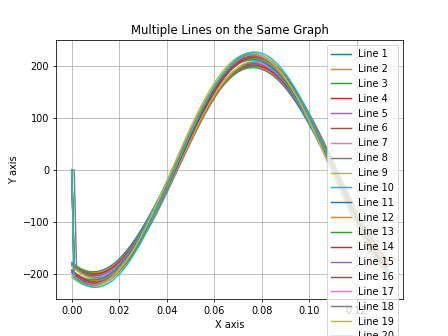 Multiple Lines on the Same Graph
Y axis
200
100
0
−100
−200
0.00
0.02
0.04
0.06
0.08
0.10
X axis
Line 1
Line 2
Line 3
Line 4
Line 5
Line 6
Line 7
Line 8
Line 9
Line 10
Line 11
Line 12
Line 13
Line 14
Line 15
Line 16
Line 17
Line 18
Line 19
Line 20